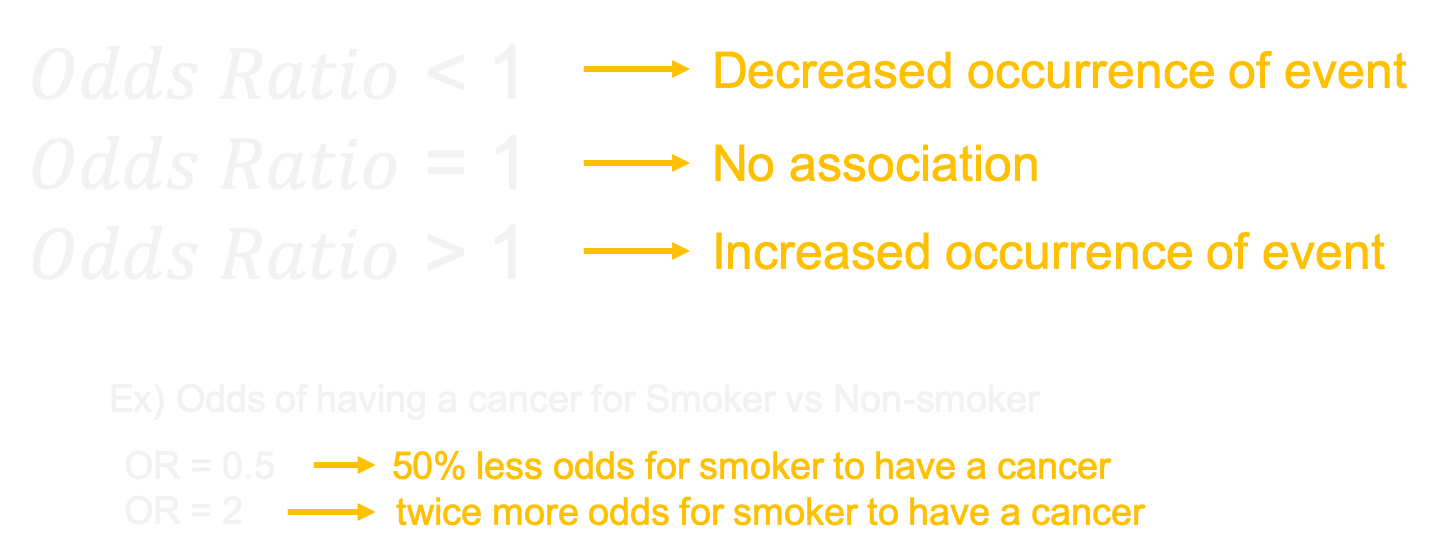 Odds Ratio < 1 Decreased occurrence of event
Odds Ratio = 1 No association
Odds Ratio > 1 Increased occurrence of event
Ex) Odds of having a cancer for Smoker vs Non-smoker
OR = 0.5 50% less odds for smoker to have a cancer
OR = 2 twice more odds for smoker to have a cancer